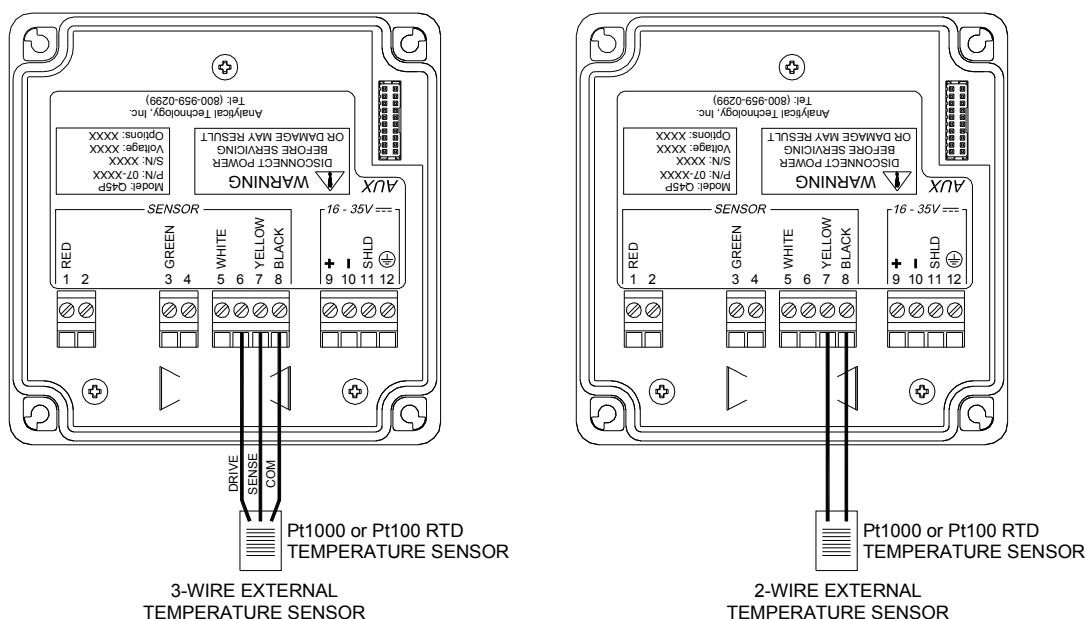 Tel: (800-959-0299)
Analytical Technology, Inc.
OR DAMAGE MAY RESULT
BEFORE SERVICING
DISCONNECT POWER
WARNING
Options: XXXX
Voltage: XXXX
S/N: XXXX
P/N: 07-XXXX
Model: Q45P
AUX
SENSOR
16 - 35V
RED
GREEN
WHITE
YELLOW
BLACK
+
-
SHLD
1 2 3 4 5 6 7 8 9 10 11 12
DRIVE
SENSE
COM
Pt1000 or Pt100 RTD
TEMPERATURE SENSOR
3-WIRE EXTERNAL
TEMPERATURE SENSOR
Tel: (800-959-0299)
Analytical Technology, Inc.
OR DAMAGE MAY RESULT
BEFORE SERVICING
DISCONNECT POWER
WARNING
Options: XXXX
Voltage: XXXX
S/N: XXXX
P/N: 07-XXXX
Model: Q45P
AUX
SENSOR
16 - 35V
RED
GREEN
WHITE
YELLOW
BLACK
+
-
SHLD
1 2 3 4 5 6 7 8 9 10 11 12
Pt1000 or Pt100 RTD
TEMPERATURE SENSOR
2-WIRE EXTERNAL
TEMPERATURE SENSOR